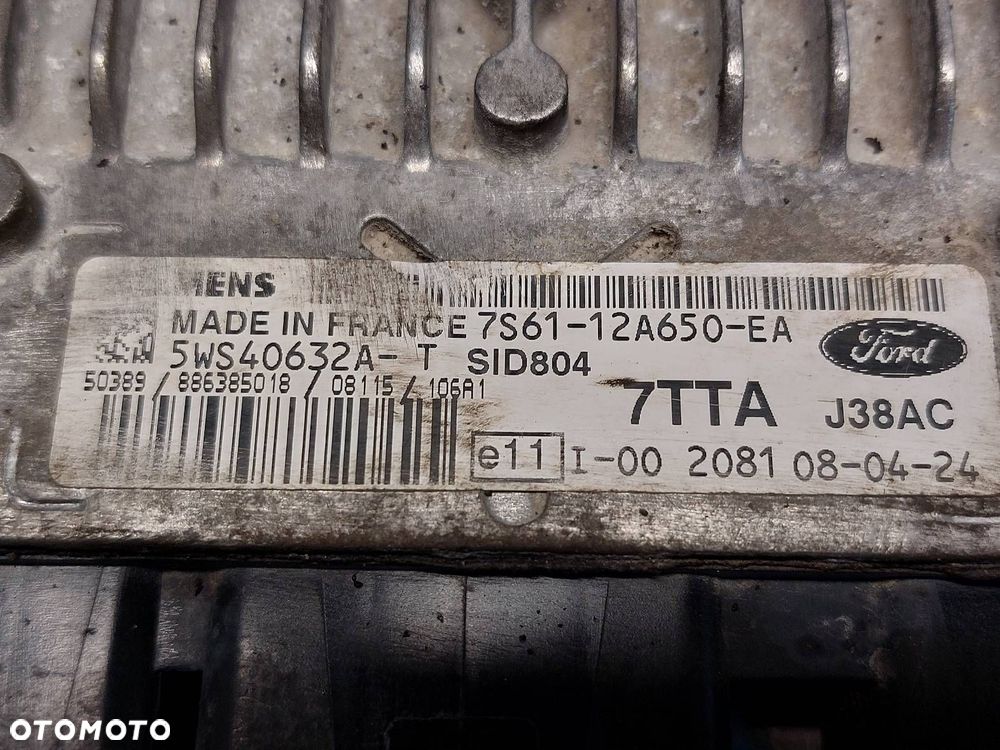 IENS
MADE IN FRANCE 7S61-12A650-EA
5WS40632A-T SID804
50389/886385018/08115/106A1
Ford
7TTA J38AC
e11 I-00 2081 08-04-24
OTOMOTO